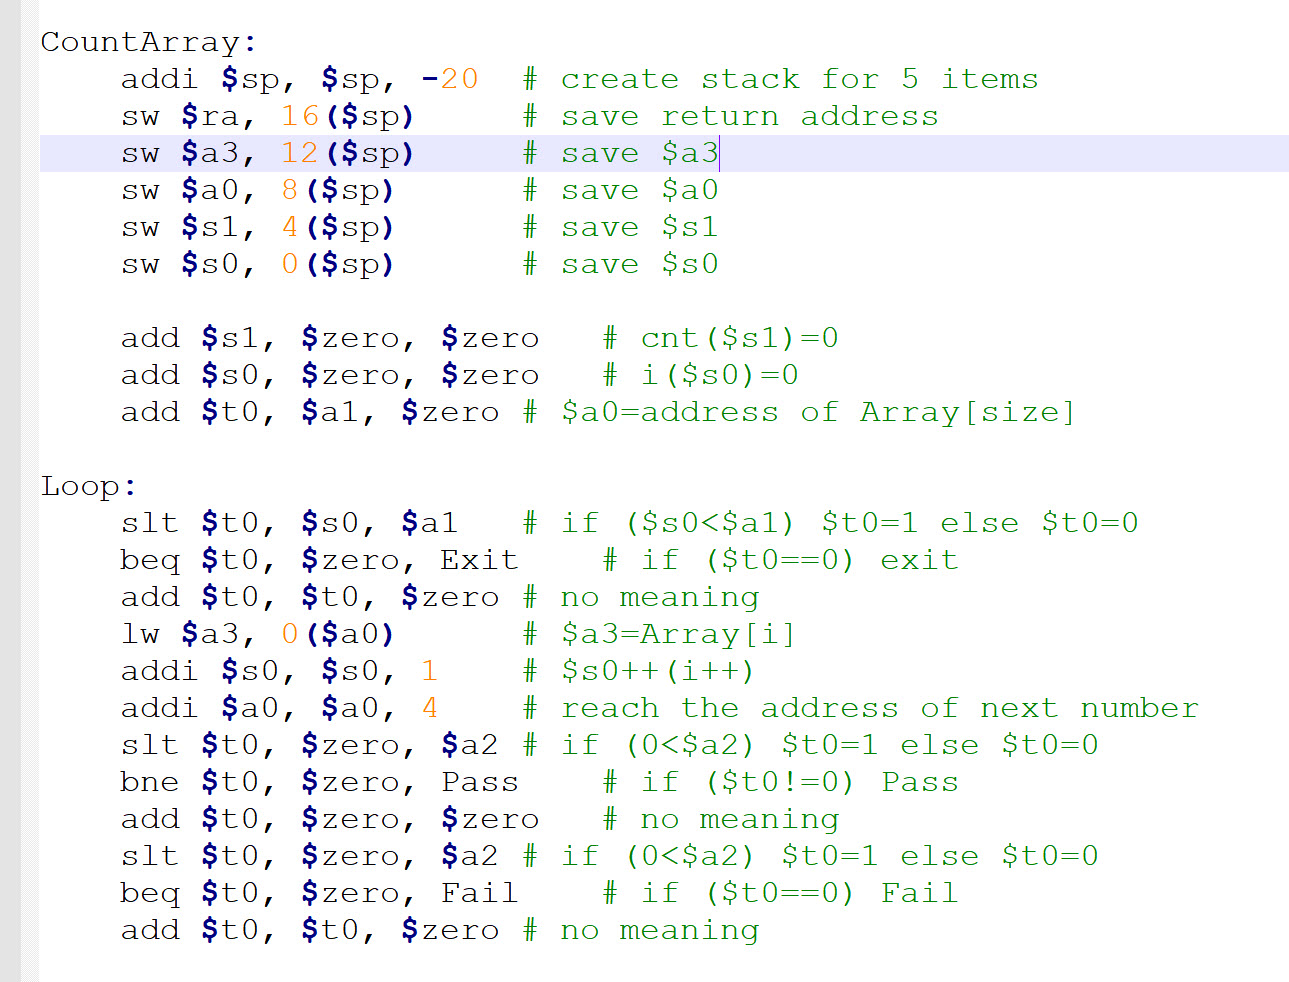 CountArray:
addi $sp, $sp, -20 # create stack for 5 items
sw $ra, 16($sp) # save return address
sw $a3, 12($sp) # save $a3
sw $a0, 8($sp) # save $a0
sw $s1, 4($sp) # save $s1
sw $s0, 0($sp) # save $s0
add $s1, $zero, $zero # cnt($s1)=0
add $s0, $zero, $zero # i($s0)=0
add $t0, $a1, $zero # $a0=address of Array[size]
Loop:
slt $t0, $s0, $a1 # if ($s0<$a1) $t0=1 else $t0=0
beq $t0, $zero, Exit # if ($t0==0) exit
add $t0, $t0, $zero # no meaning
lw $a3, 0($a0) # $a3=Array[i]
addi $s0, $s0, 1 # $s0++(i++)
addi $a0, $a0, 4 # reach the address of next number
slt $t0, $zero, $a2 # if (0<$a2) $t0=1 else $t0=0
bne $t0, $zero, Pass # if ($t0!=0) Pass
add $t0, $zero, $zero # no meaning
slt $t0, $zero, $a2 # if (0<$a2) $t0=1 else $t0=0
beq $t0, $zero, Fail # if ($t0==0) Fail
add $t0, $t0, $zero # no meaning